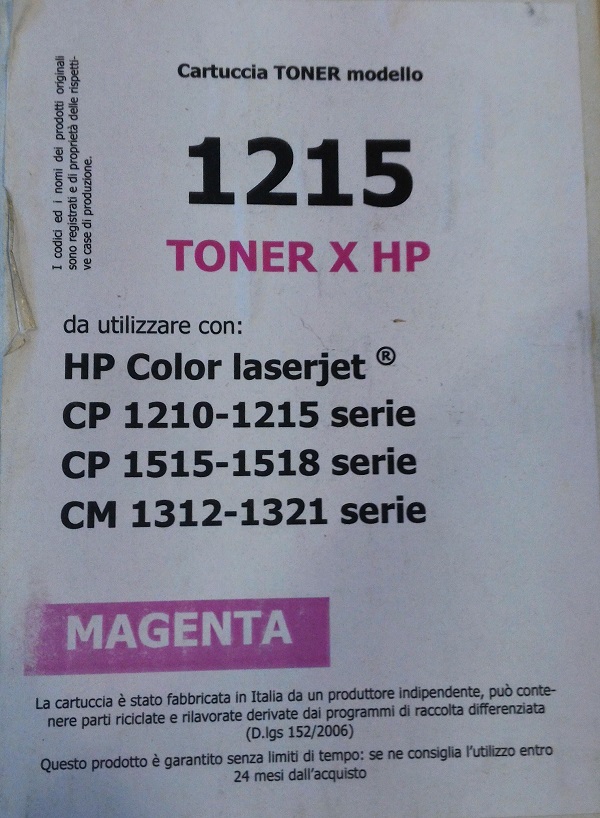 Cartuccia TONER modello
1215
TONER X HP
I codici ed i nomi dei prodotti originali
sono registrati e di proprietà delle rispetti-
ve case di produzione.
da utilizzare con:
HP Color laserjet ®
CP 1210-1215 serie
CP 1515-1518 serie
CM 1312-1321 serie
MAGENTA
La cartuccia è stato fabbricata in Italia da un produttore indipendente, può conte-
nere parti riciclate e rilavorate derivate dai programmi di raccolta differenziata
(D.lgs 152/2006)
Questo prodotto è garantito senza limiti di tempo: se ne consiglia l'utilizzo entro
24 mesi dall'acquisto